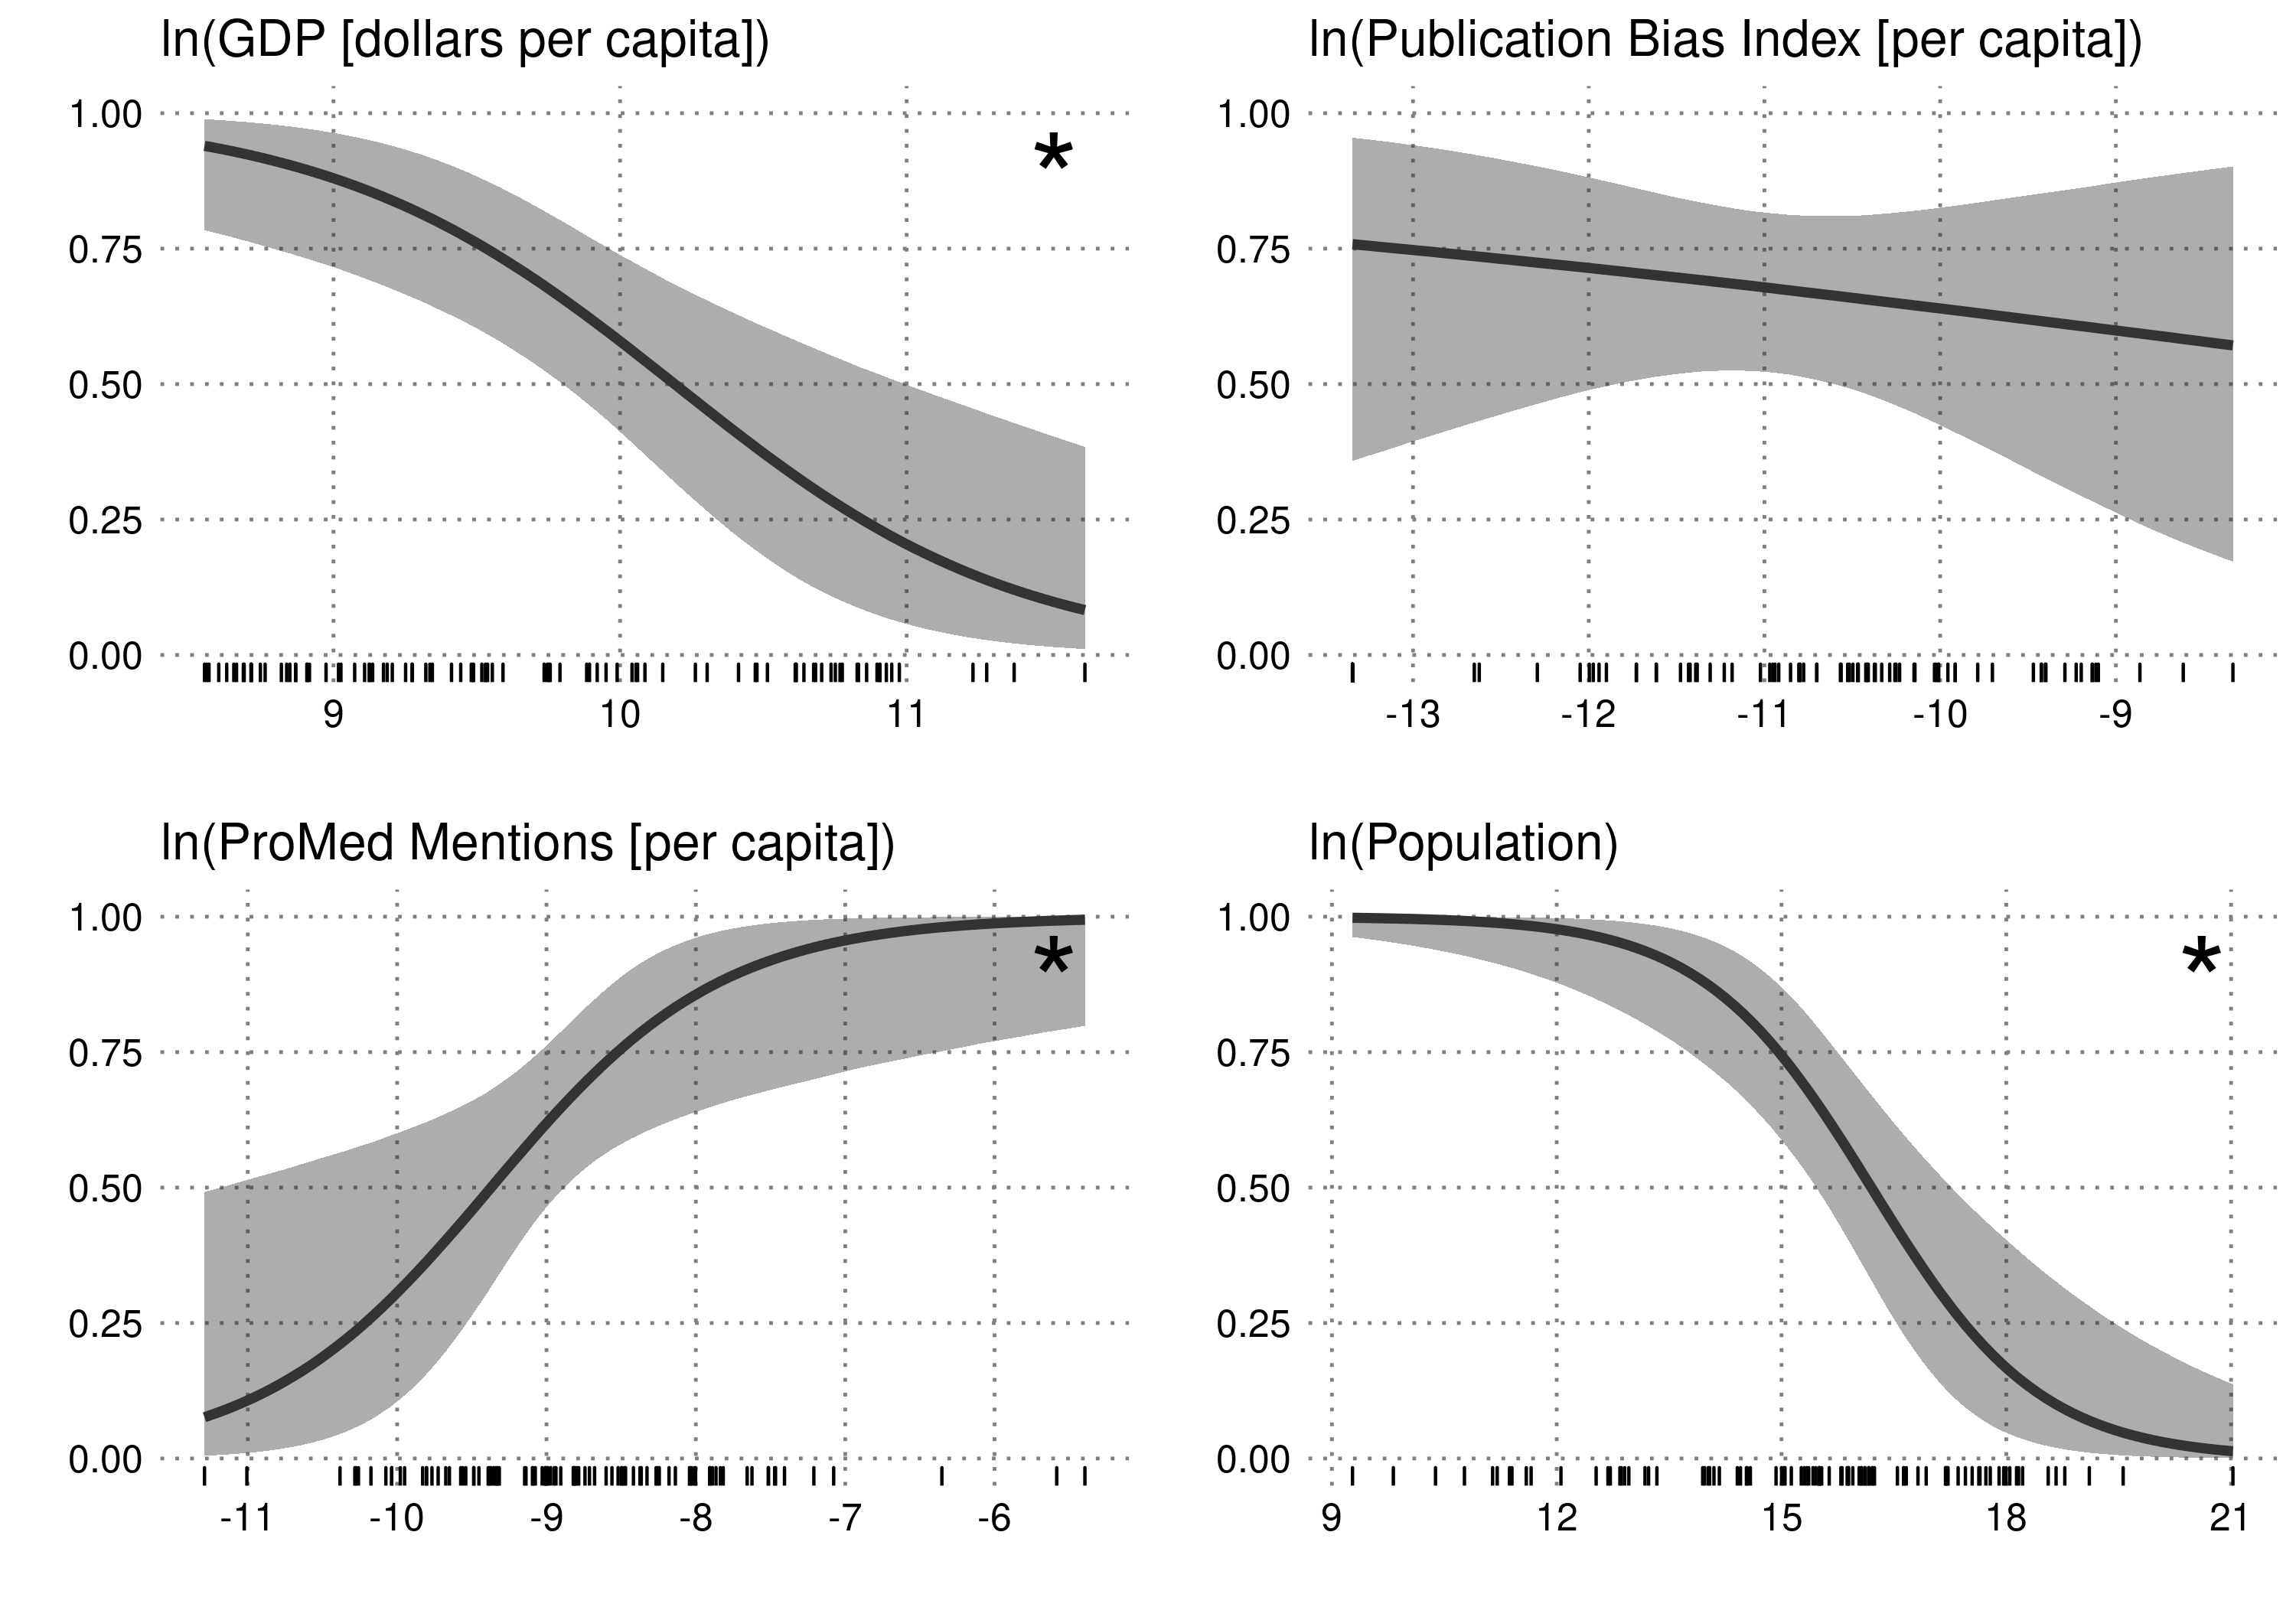 ln(GDP [dollars per capita])
1.00
0.75
0.50
0.25
0.00
*
9 10 11
ln(Publication Bias Index [per capita])
1.00
0.75
0.50
0.25
0.00
-13 -12 -11 -10 -9
ln(ProMed Mentions [per capita])
1.00
0.75
0.50
0.25
0.00
*
-11 -10 -9 -8 -7 -6
ln(Population)
1.00
0.75
0.50
0.25
0.00
*
9 12 15 18 21